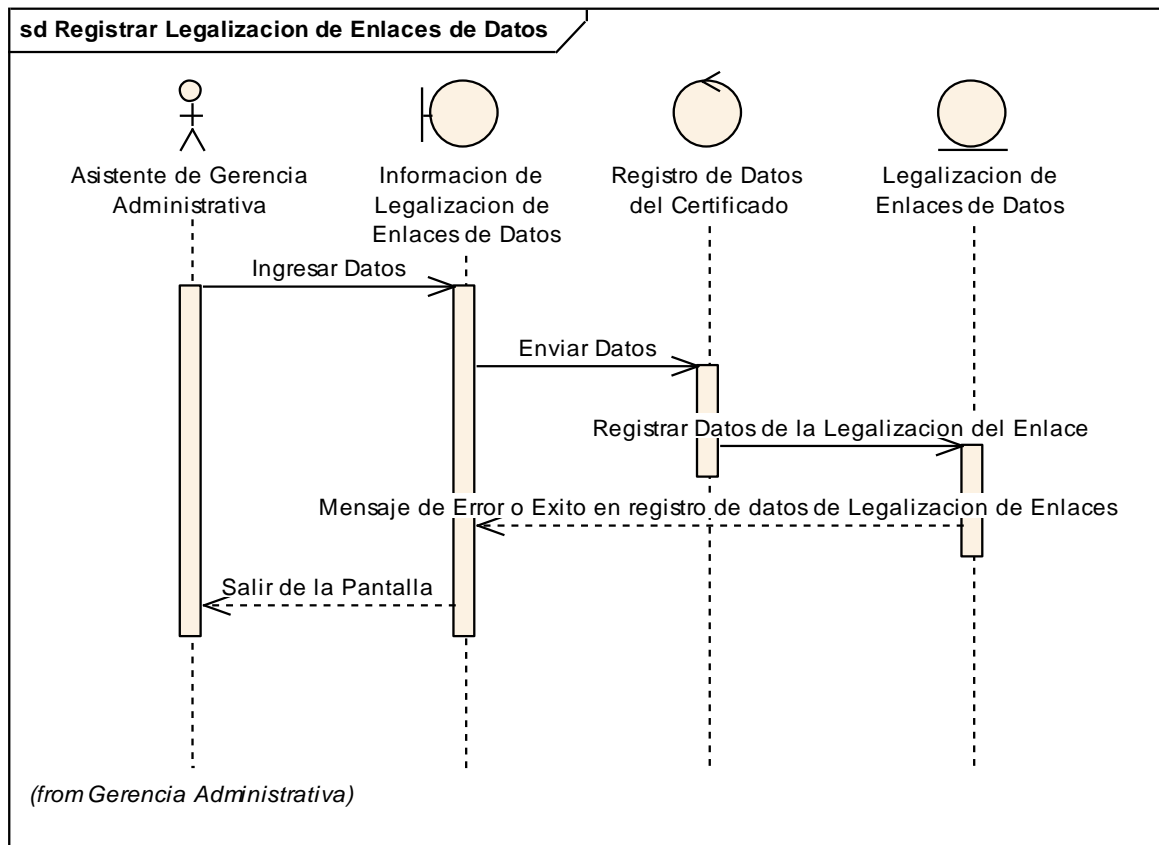 sd Registrar Legalizacion de Enlaces de Datos
Asistente de Gerencia
Administrativa
Informacion de
Legalizacion de
Enlaces de Datos
Registro de Datos
del Certificado
Legalizacion de
Enlaces de Datos
Ingresar Datos
Enviar Datos
Registrar Datos de la Legalizacion del Enlace
Mensaje de Error o Exito en registro de datos de Legalizacion de Enlaces
Salir de la Pantalla
(from Gerencia Administrativa)